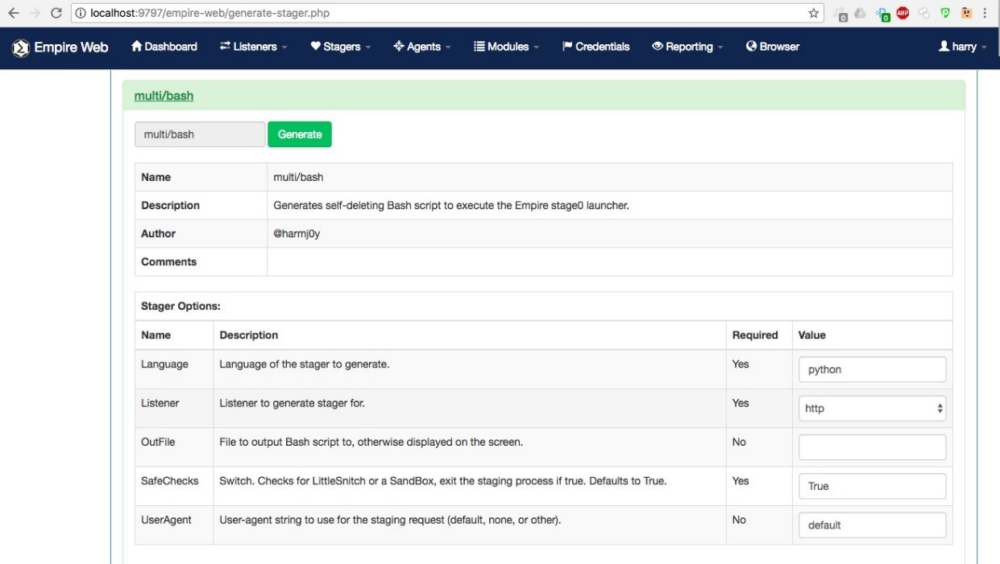 localhost:9797/empire-web/generate-stager.php
0 0 ABP
Empire Web Dashboard Listeners Stagers Agents Modules Credentials Reporting Browser harry
multi/bash
multi/bash Generate
Name multi/bash
Description Generates self-deleting Bash script to execute the Empire stage0 launcher.
Author @harmj0y
Comments
Stager Options:
Name Description Required Value
Language Language of the stager to generate. Yes python
Listener Listener to generate stager for. Yes http
OutFile File to output Bash script to, otherwise displayed on the screen. No
SafeChecks Switch. Checks for LittleSnitch or a SandBox, exit the staging process if true. Defaults to True. Yes True
UserAgent User-agent string to use for the staging request (default, none, or other). No default